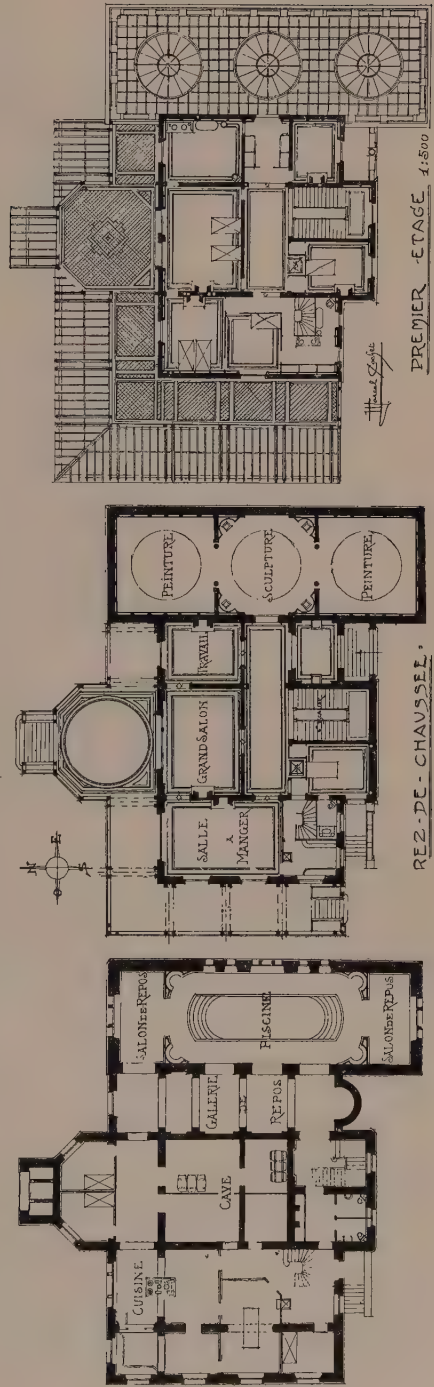 SALON DE REPOS
PISCINE
SALON DE REPOS
GALERIE
DE
REPOS
CAVE
CUISINE
N
E
S
O
PEINTURE
SCULPTURE
PEINTURE
TRAVAIL
GRAND SALON
SALLE
A
MANGER
REZ-DE-CHAUSSEE.
Marcel
PREMIER ETAGE 1:500